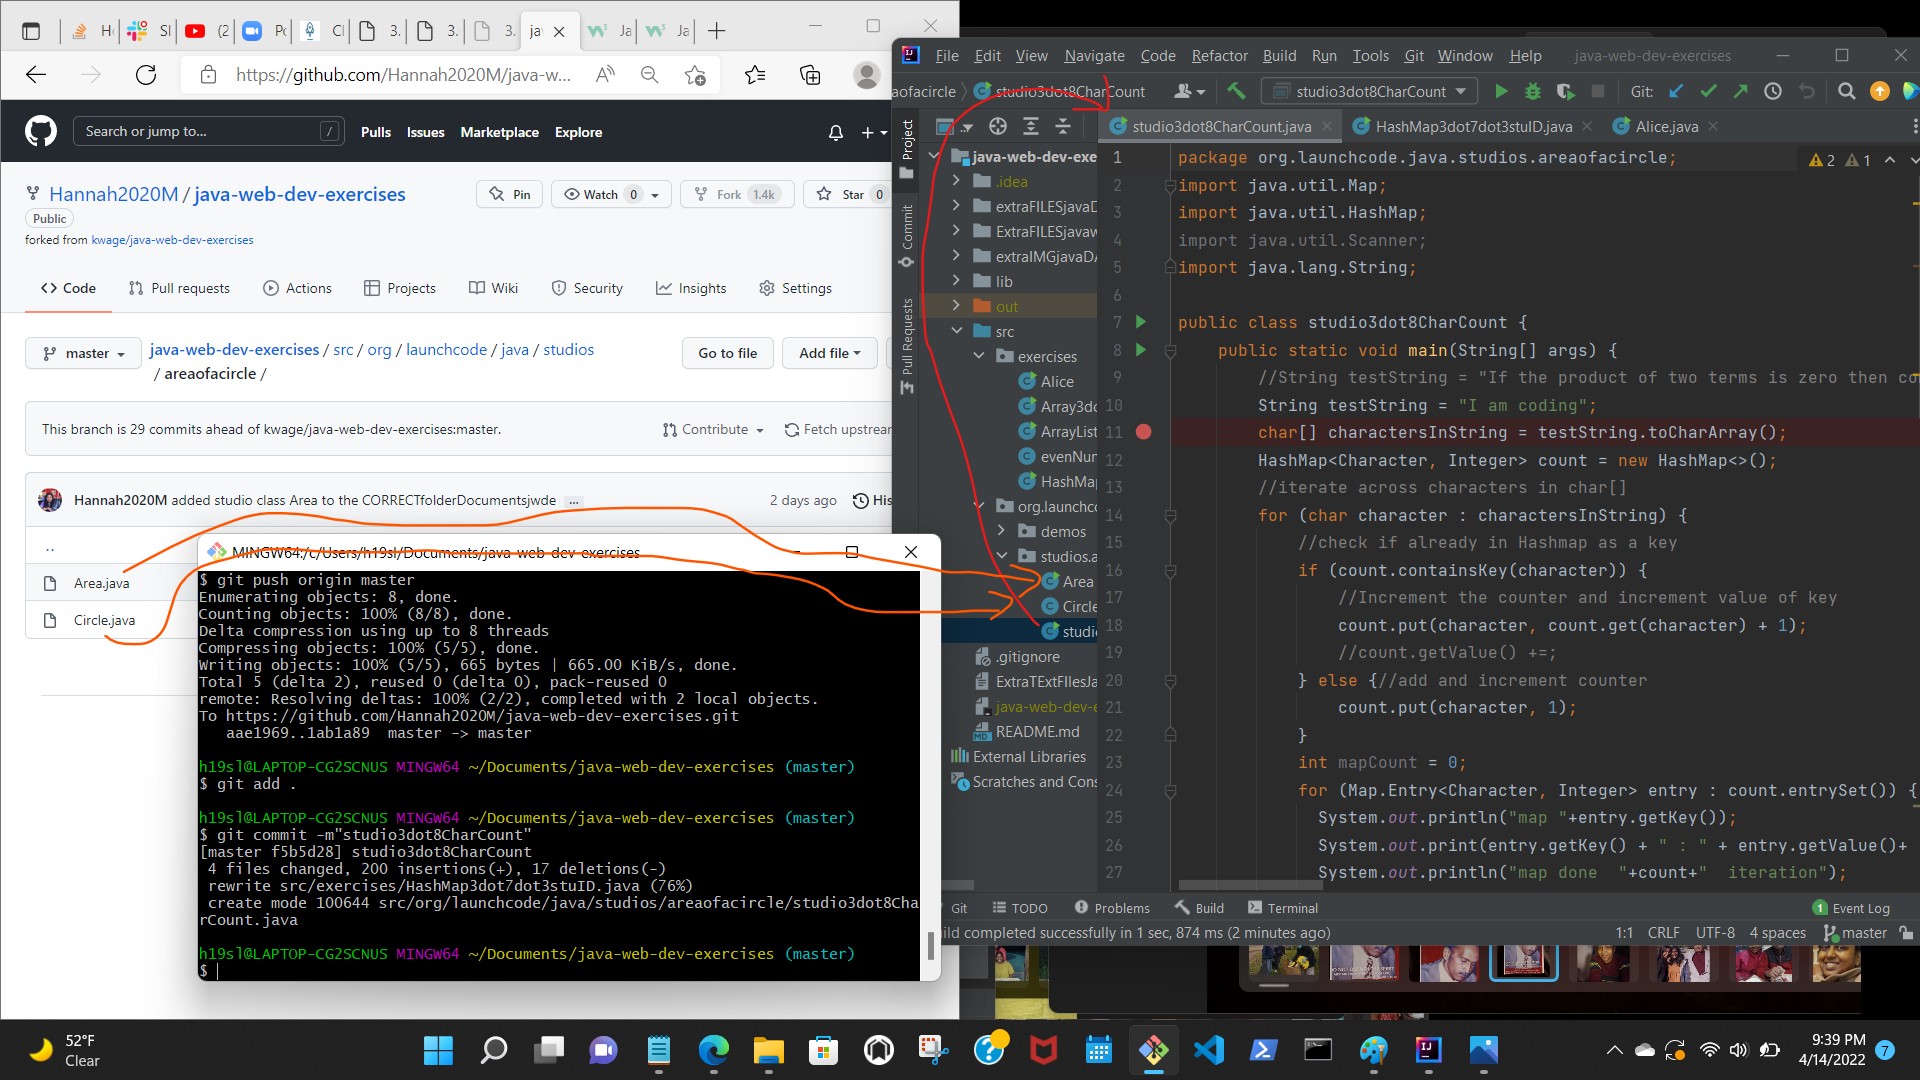 H
Sl
(2
Pc
Cl
3.
3.
3.
ja
Ja
Ja
https://github.com/Hannah2020M/java-w...
Search or jump to... /
Pulls Issues Marketplace Explore
Hannah2020M / java-web-dev-exercises
Public
forked from kwage/java-web-dev-exercises
Pin Watch 0 Fork 1.4k Star 0
Code Pull requests Actions Projects Wiki Security Insights Settings
master
java-web-dev-exercises / src / org / launchcode / java / studios
/ areaofacircle /
Go to file Add file
This branch is 29 commits ahead of kwage/java-web-dev-exercises:master.
Contribute Fetch upstrear
Hannah2020M added studio class Area to the CORRECTfolderDocumentsjwde ...
2 days ago His
..
Area.java
Circle.java
MINGW64:/c/Users/h19sl/Documents/java-web-dev-exercises
$ git push origin master
Enumerating objects: 8, done.
Counting objects: 100% (8/8), done.
Delta compression using up to 8 threads
Compressing objects: 100% (5/5), done.
Writing objects: 100% (5/5), 665 bytes | 665.00 KiB/s, done.
Total 5 (delta 2), reused 0 (delta 0), pack-reused 0
remote: Resolving deltas: 100% (2/2), completed with 2 local objects.
To https://github.com/Hannah2020M/java-web-dev-exercises.git
aae1969..1ab1a89 master -> master
h19sl@LAPTOP-CG2SCNUS MINGW64 ~/Documents/java-web-dev-exercises (master)
$ git add .
h19sl@LAPTOP-CG2SCNUS MINGW64 ~/Documents/java-web-dev-exercises (master)
$ git commit -m"studio3dot8CharCount"
[master f5b5d28] studio3dot8CharCount
4 files changed, 200 insertions(+), 17 deletions(-)
rewrite src/exercises/HashMap3dot7dot3stuID.java (76%)
create mode 100644 src/org/launchcode/java/studios/areaofacircle/studio3dot8Cha
rCount.java
h19sl@LAPTOP-CG2SCNUS MINGW64 ~/Documents/java-web-dev-exercises (master)
$
File Edit View Navigate Code Refactor Build Run Tools Git Window Help java-web-dev-exercises
aofacircle studio3dot8CharCount
studio3dot8CharCount
Git:
Project
Commit
Pull Requests
java-web-dev-exe
.idea
extraFILESjavaD
ExtraFILESjavaw
extraIMGjavaDA
lib
out
src
exercises
Alice
Array3do
ArrayList
evenNur
HashMap
org.launchco
demos
studios.a
Area
Circle
studio
.gitignore
ExtraTExtFIlesJa
java-web-dev-e
README.md
External Libraries
Scratches and Cons
studio3dot8CharCount.java HashMap3dot7dot3stuID.java Alice.java
2 1
1 package org.launchcode.java.studios.areaofacircle;
2 import java.util.Map;
3 import java.util.HashMap;
4 import java.util.Scanner;
5 import java.lang.String;
6
7 public class studio3dot8CharCount {
8 public static void main(String[] args) {
9 //String testString = "If the product of two terms is zero then co
10 String testString = "I am coding";
11 char[] charactersInString = testString.toCharArray();
12 HashMap<Character, Integer> count = new HashMap<>();
13 //iterate across characters in char[]
14 for (char character : charactersInString) {
15 //check if already in Hashmap as a key
16 if (count.containsKey(character)) {
17 //Increment the counter and increment value of key
18 count.put(character, count.get(character) + 1);
19 //count.getValue() +=;
20 } else {//add and increment counter
21 count.put(character, 1);
22 }
23 int mapCount = 0;
24 for (Map.Entry<Character, Integer> entry : count.entrySet()) {
25 System.out.println("map "+entry.getKey());
26 System.out.print(entry.getKey() + " : " + entry.getValue()+
27 System.out.println("map done "+count+" iteration");
Git TODO Problems Build Terminal 1 Event Log
ild completed successfully in 1 sec, 874 ms (2 minutes ago)
1:1 CRLF UTF-8 4 spaces master
52°F
Clear
9:39 PM
4/14/2022
7